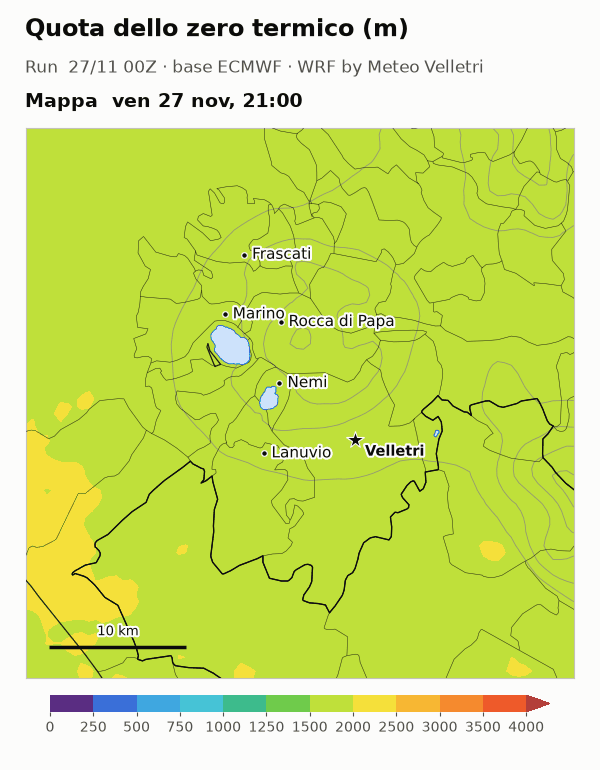 Quota dello zero termico (m)
Run  27/11 00Z · base ECMWF · WRF by Meteo Velletri
Mappa  ven 27 nov, 21:00
Frascati
Marino
Rocca di Papa
Nemi
Velletri
Lanuvio
10 km
0 250 500 750 1000 1250 1500 2000 2500 3000 3500 4000